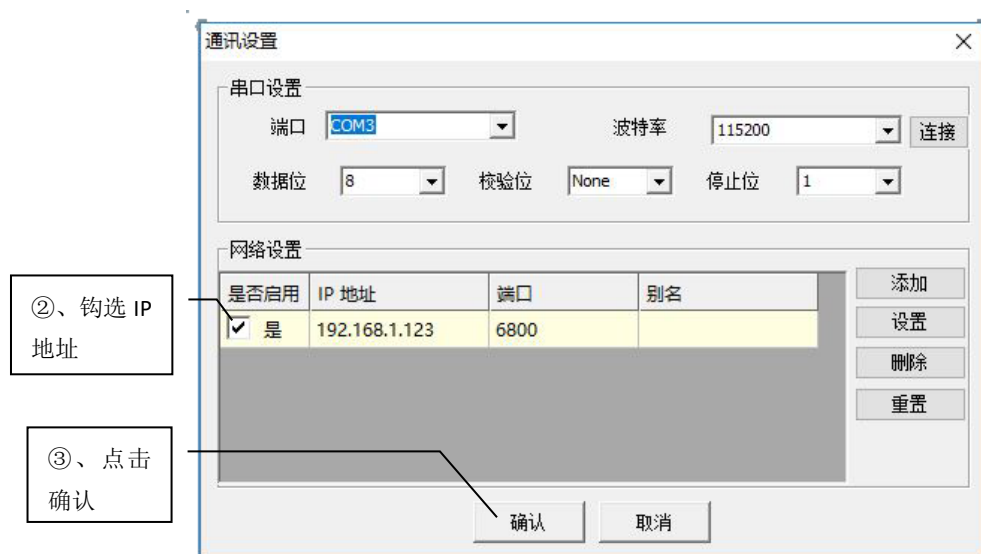 通讯设置
串口设置
端口 COM3 波特率 115200 连接
数据位 8 校验位 None 停止位 1
网络设置
是否启用 IP 地址 端口 别名
是 192.168.1.123 6800
添加
设置
删除
重置
②、钩选 IP
地址
③、点击
确认
确认 取消